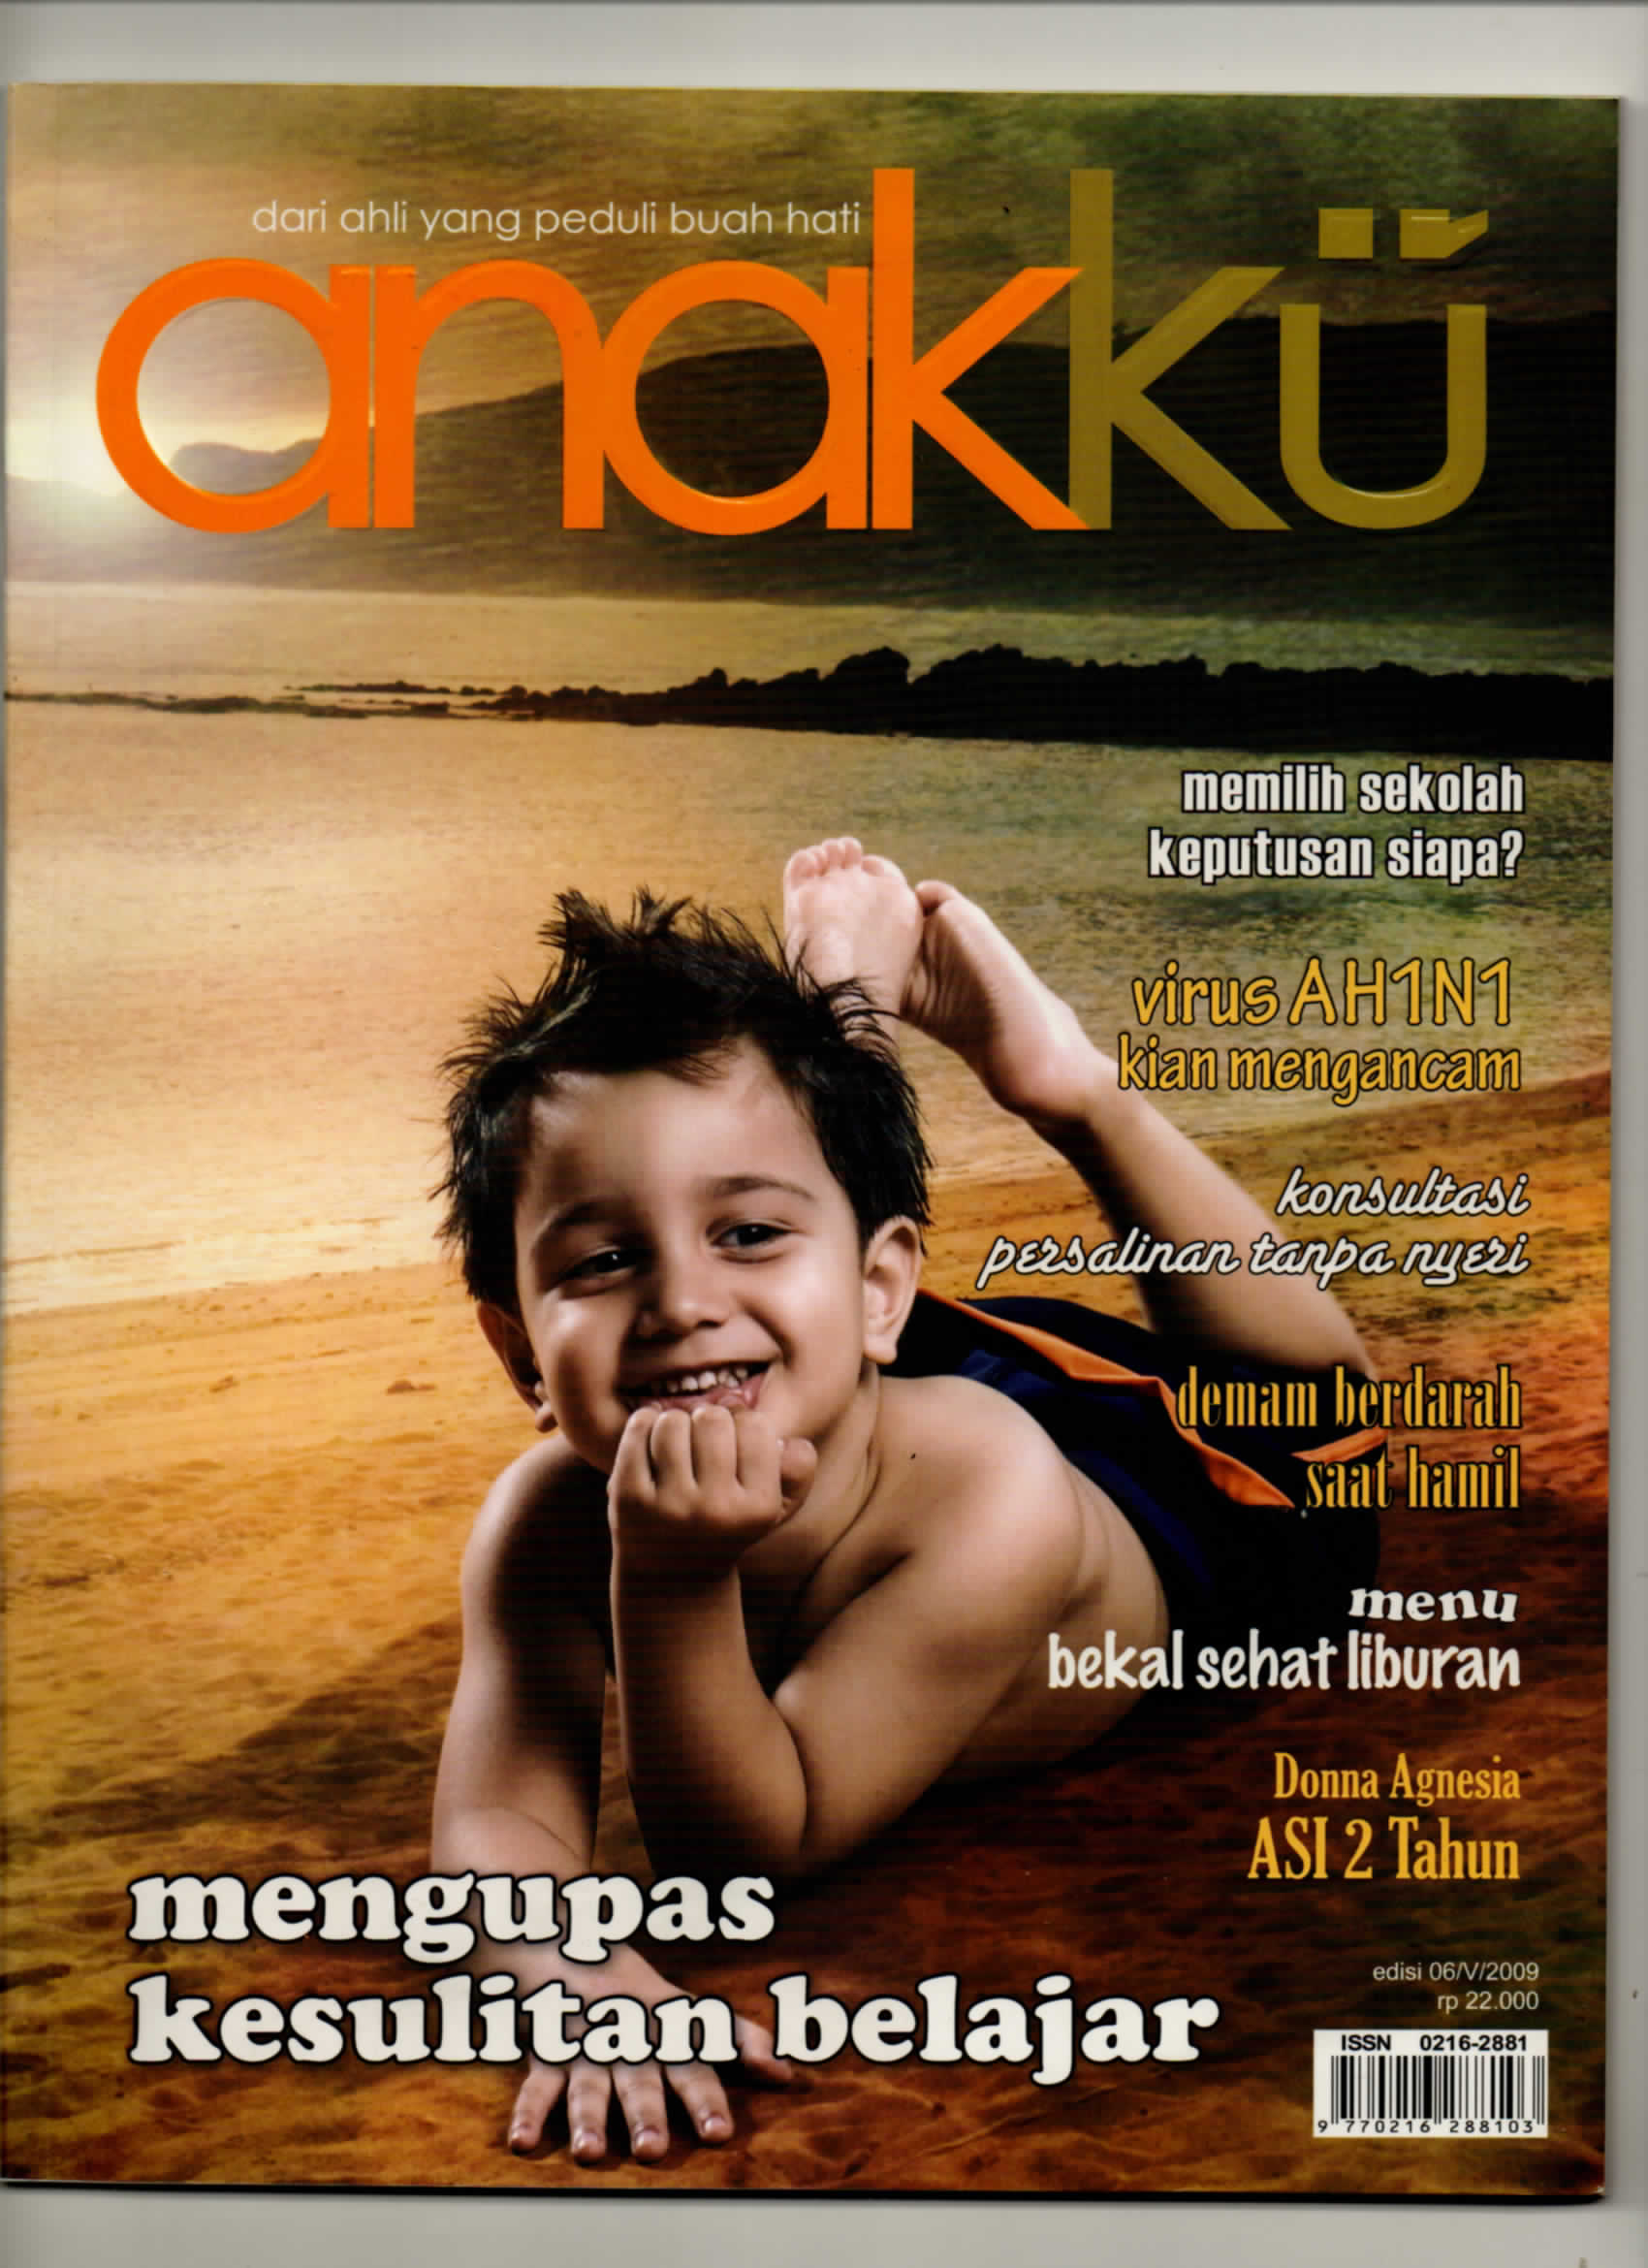 dari ahli yang peduli buah hati
anakkü
memilih sekolah
keputusan siapa?
virus AH1N1
kian mengancam
konsultasi
persalinan tanpa nyeri
demam berdarah
saat hamil
menu
bekal sehat liburan
Donna Agnesia
ASI 2 Tahun
mengupas
kesulitan belajar
edisi 06/V/2009
rp 22.000
ISSN 0216-2881
9 770216 288103